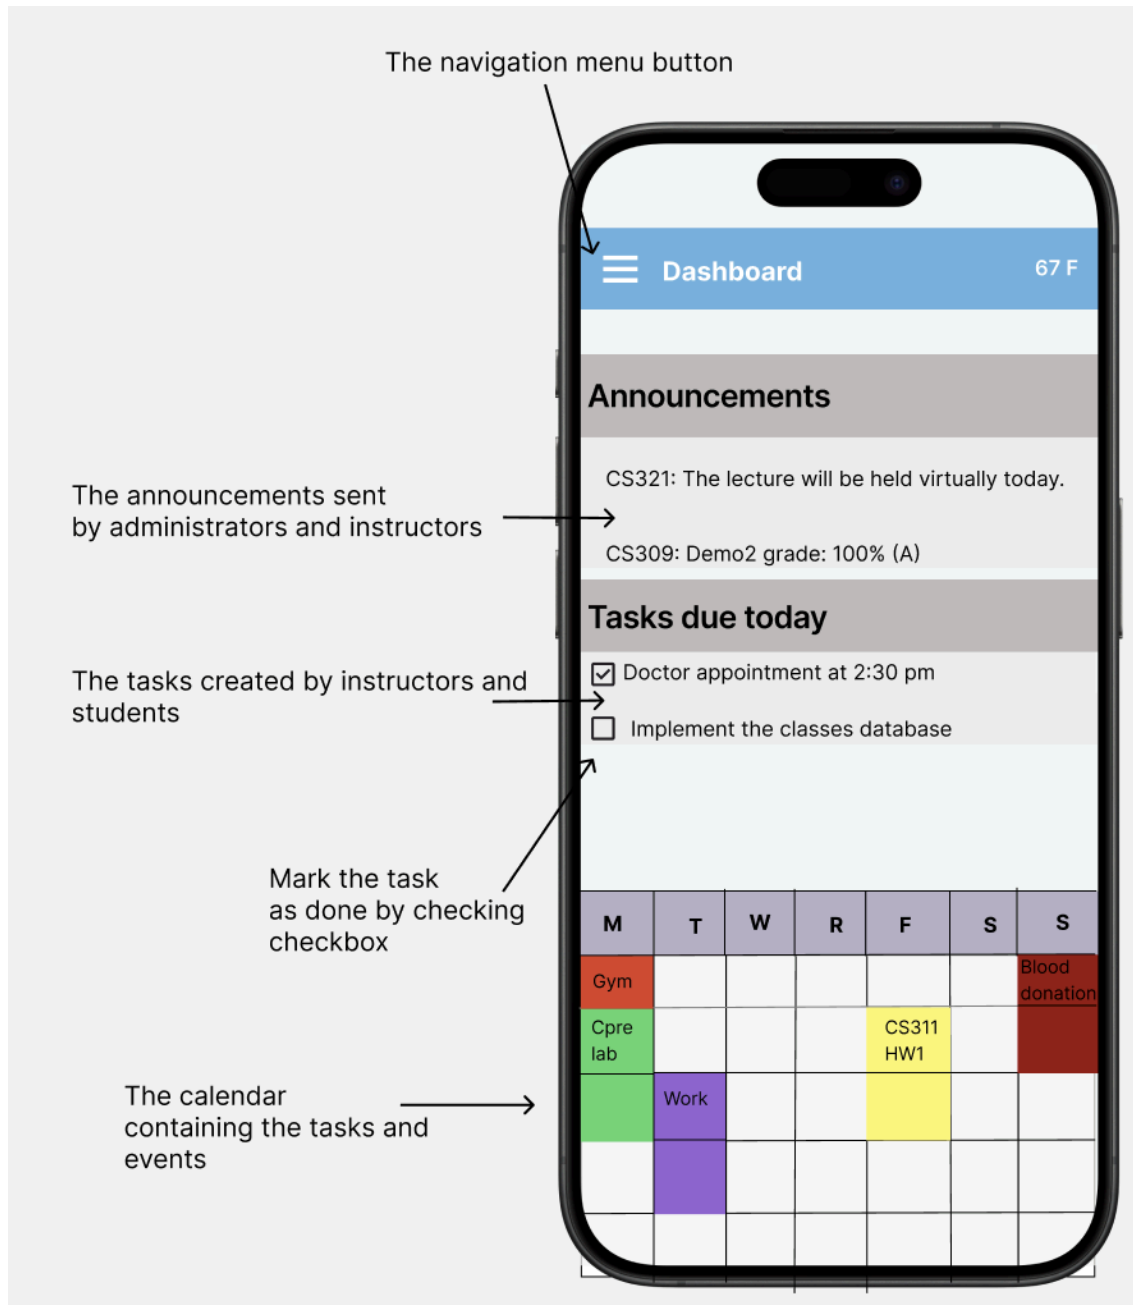 The navigation menu button
Dashboard
67 F
Announcements
CS321: The lecture will be held virtually today.
The announcements sent
by administrators and instructors
CS309: Demo2 grade: 100% (A)
Tasks due today
Doctor appointment at 2:30 pm
The tasks created by instructors and
students
Implement the classes database
Mark the task
as done by checking
checkbox
M T W R F S S
Gym
Blood
donation
Cpre
lab
CS311
HW1
Work
The calendar
containing the tasks and
events